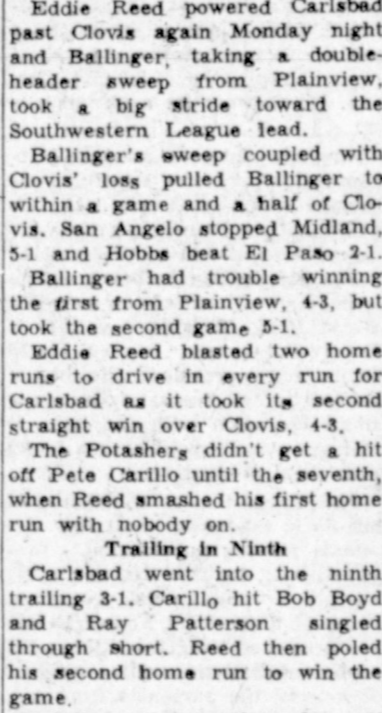 Eddie Reed powered Carlsbad
past Clovis again Monday night
and Ballinger, taking a double-
header sweep from Plainview,
took a big stride toward the
Southwestern League lead.
Ballinger's sweep coupled with
Clovis' loss pulled Ballinger to
within a game and a half of Clo-
vis. San Angelo stopped Midland,
5-1 and Hobbs beat El Paso 2-1.
Ballinger had trouble winning
the first from Plainview, 4-3, but
took the second game 5-1.
Eddie Reed blasted two home
runs to drive in every run for
Carlsbad as it took its second
straight win over Clovis, 4-3.
The Potashers didn't get a hit
off Pete Carillo until the seventh,
when Reed smashed his first home
run with nobody on.
Trailing in Ninth
Carlsbad went into the ninth
trailing 3-1. Carillo hit Bob Boyd
and Ray Patterson singled
through short. Reed then poled
his second home run to win the
game.